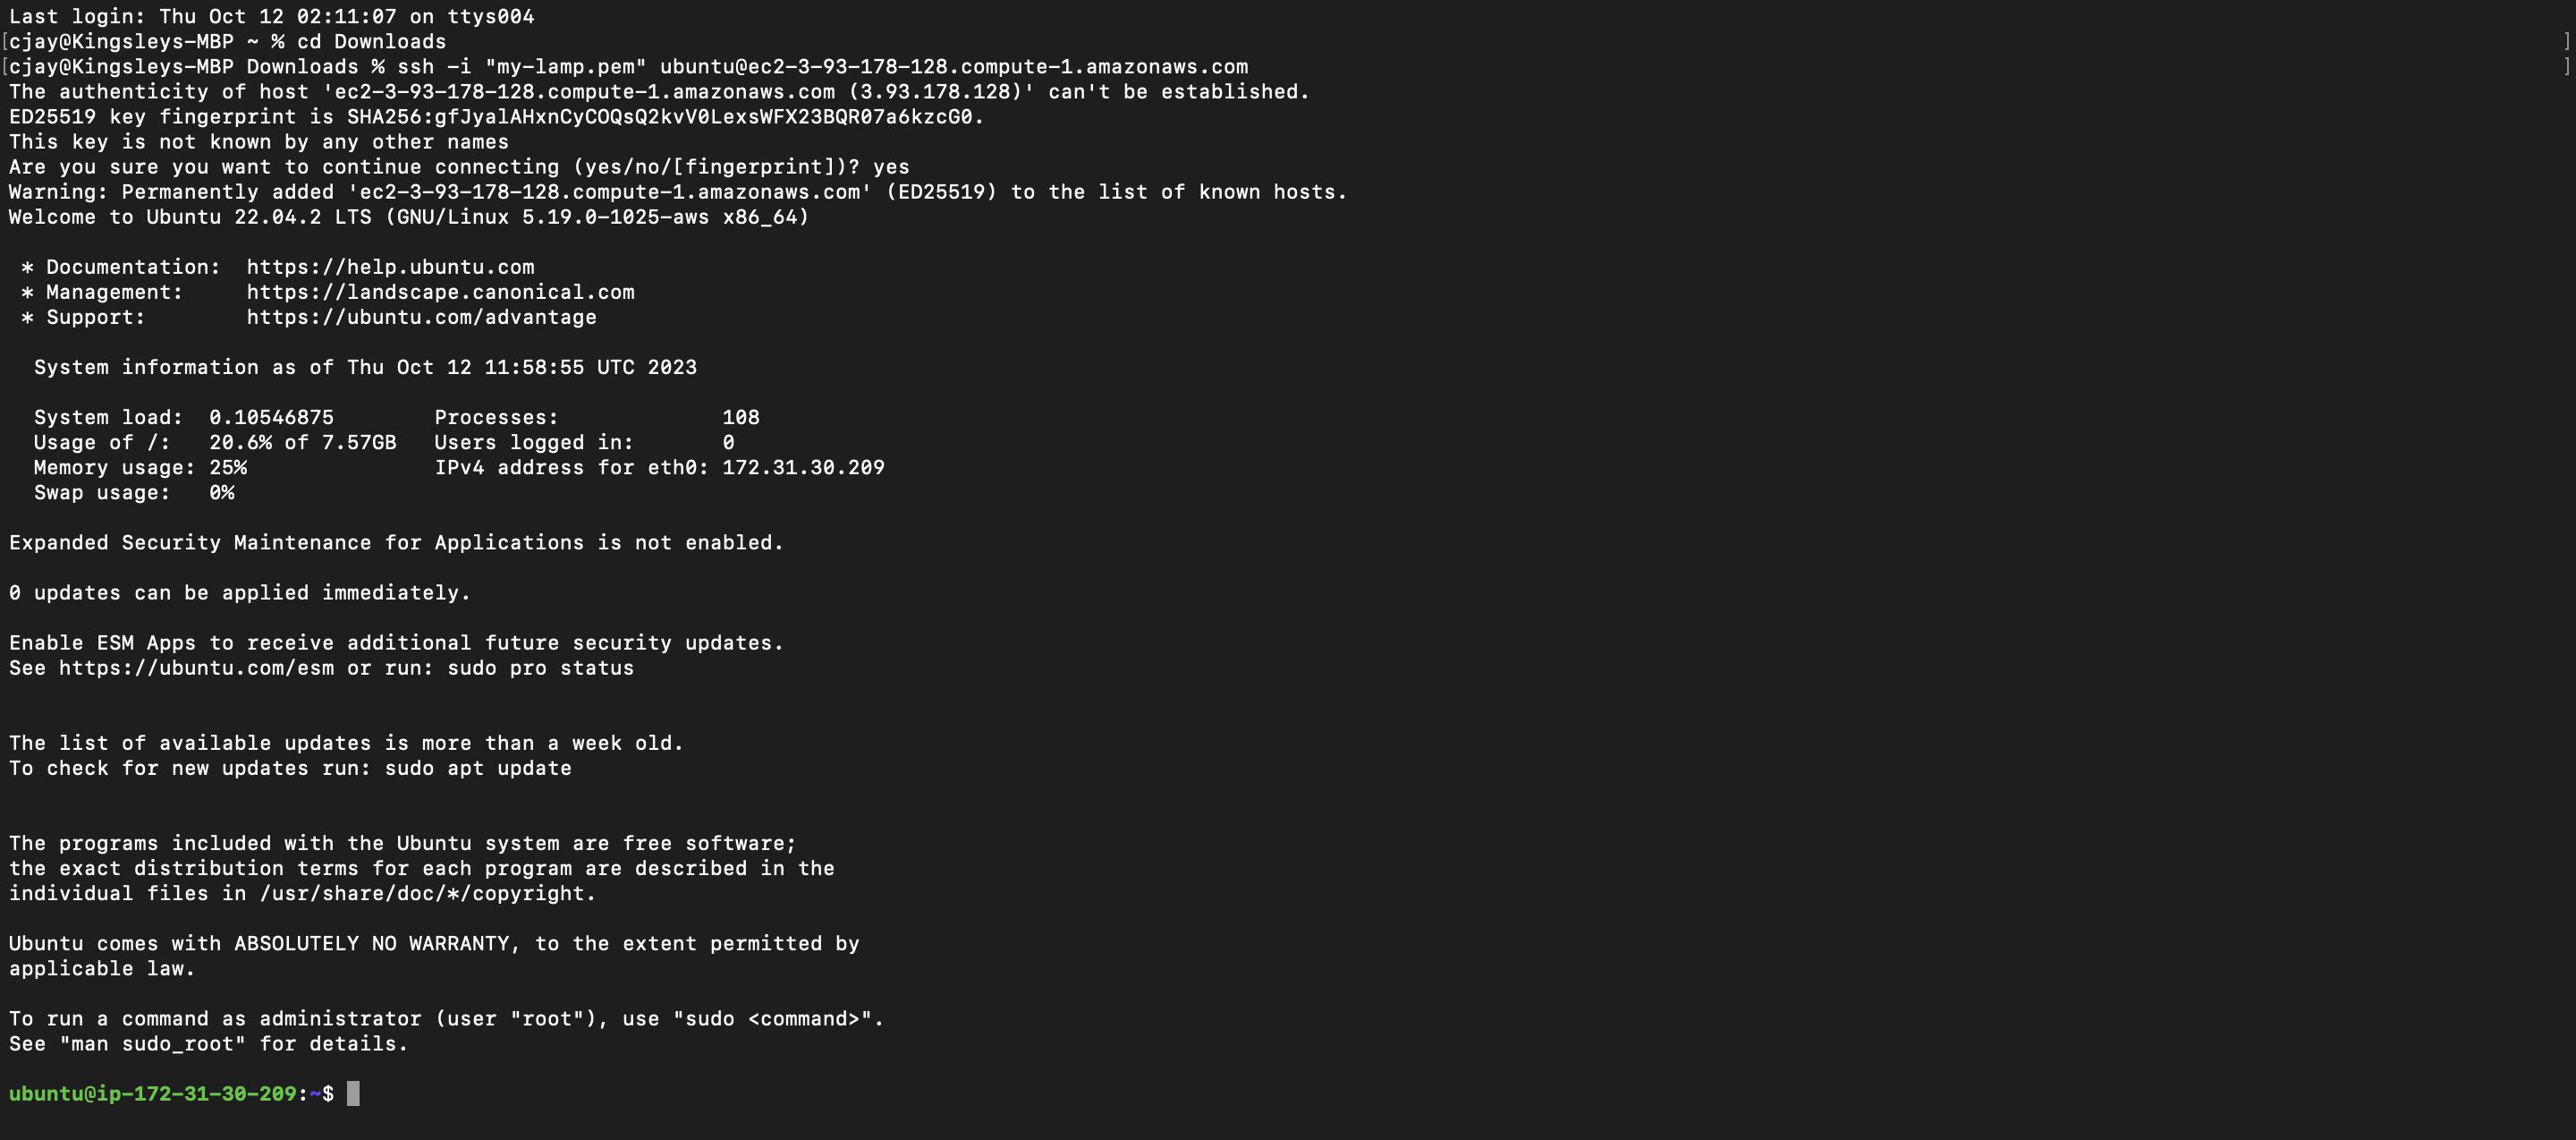 Last login: Thu Oct 12 02:11:07 on ttys004
[cjay@Kingsleys-MBP ~ % cd Downloads ]
[cjay@Kingsleys-MBP Downloads % ssh -i "my-lamp.pem" ubuntu@ec2-3-93-178-128.compute-1.amazonaws.com ]
The authenticity of host 'ec2-3-93-178-128.compute-1.amazonaws.com (3.93.178.128)' can't be established.
ED25519 key fingerprint is SHA256:gfJyalAHxnCyCOQsQ2kvV0LexsWFX23BQR07a6kzcG0.
This key is not known by any other names
Are you sure you want to continue connecting (yes/no/[fingerprint])? yes
Warning: Permanently added 'ec2-3-93-178-128.compute-1.amazonaws.com' (ED25519) to the list of known hosts.
Welcome to Ubuntu 22.04.2 LTS (GNU/Linux 5.19.0-1025-aws x86_64)

 * Documentation:  https://help.ubuntu.com
 * Management:     https://landscape.canonical.com
 * Support:        https://ubuntu.com/advantage

  System information as of Thu Oct 12 11:58:55 UTC 2023

  System load:  0.10546875        Processes:             108
  Usage of /:   20.6% of 7.57GB   Users logged in:       0
  Memory usage: 25%               IPv4 address for eth0: 172.31.30.209
  Swap usage:   0%

Expanded Security Maintenance for Applications is not enabled.

0 updates can be applied immediately.

Enable ESM Apps to receive additional future security updates.
See https://ubuntu.com/esm or run: sudo pro status

The list of available updates is more than a week old.
To check for new updates run: sudo apt update

The programs included with the Ubuntu system are free software;
the exact distribution terms for each program are described in the
individual files in /usr/share/doc/*/copyright.

Ubuntu comes with ABSOLUTELY NO WARRANTY, to the extent permitted by
applicable law.

To run a command as administrator (user "root"), use "sudo <command>".
See "man sudo_root" for details.

ubuntu@ip-172-31-30-209:~$